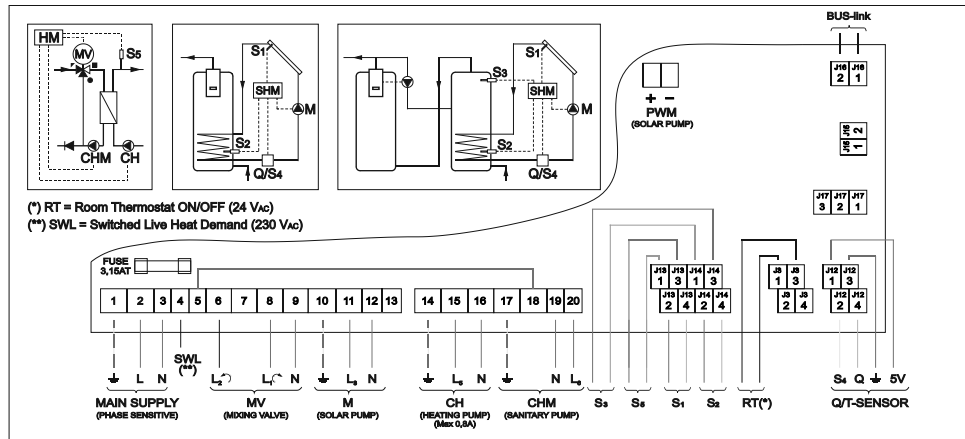 BUS-link
HM
S5
MV
CHM
CH
S1
SHM
M
S2
Q/S4
S1
S3
SHM
M
S2
Q/S4
+ −
PWM
(SOLAR PUMP)
J16 J16
2 1
J15 2
J15 1
J17 J17 J17
3 2 1
(*) RT = Room Thermostat ON/OFF (24 VAC)
(**) SWL = Switched Live Heat Demand (230 VAC)
FUSE
3,15AT
J13 J13 J14 J14
1 3 1 3
J13 J13 J14 J14
2 4 2 4
J3 J3
1 3
J3 J3
2 4
J12 J12
1 3
J12 J12
2 4
1 2 3 4 5 6 7 8 9 10 11 12 13
14 15 16 17 18 19 20
SWL
(**)
L N L2 L1 N L3 N L5 N N L6
S3 S5 S1 S2 RT(*)
S4 Q 5V
MAIN SUPPLY
(PHASE SENSITIVE)
MV
(MIXING VALVE)
M
(SOLAR PUMP)
CH
(HEATING PUMP)
(Max 0,8A)
CHM
(SANITARY PUMP)
Q/T-SENSOR